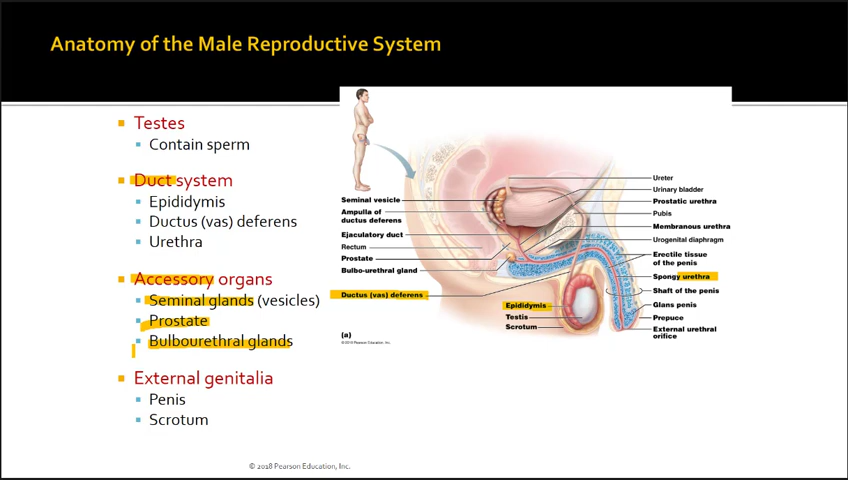 Anatomy of the Male Reproductive System
Testes
Contain sperm
Duct system
Epididymis
Ductus (vas) deferens
Urethra
Accessory organs
Seminal glands (vesicles)
Prostate
Bulbourethral glands
External genitalia
Penis
Scrotum
Seminal vesicle
Ampulla of
ductus deferens
Ejaculatory duct
Rectum
Prostate
Bulbo-urethral gland
Ductus (vas) deferens
Epididymis
Testis
Scrotum
Ureter
Urinary bladder
Prostatic urethra
Pubis
Membranous urethra
Urogenital diaphragm
Erectile tissue
of the penis
Spongy urethra
Shaft of the penis
Glans penis
Prepuce
External urethral
orifice
(a)
© 2018 Pearson Education, Inc.